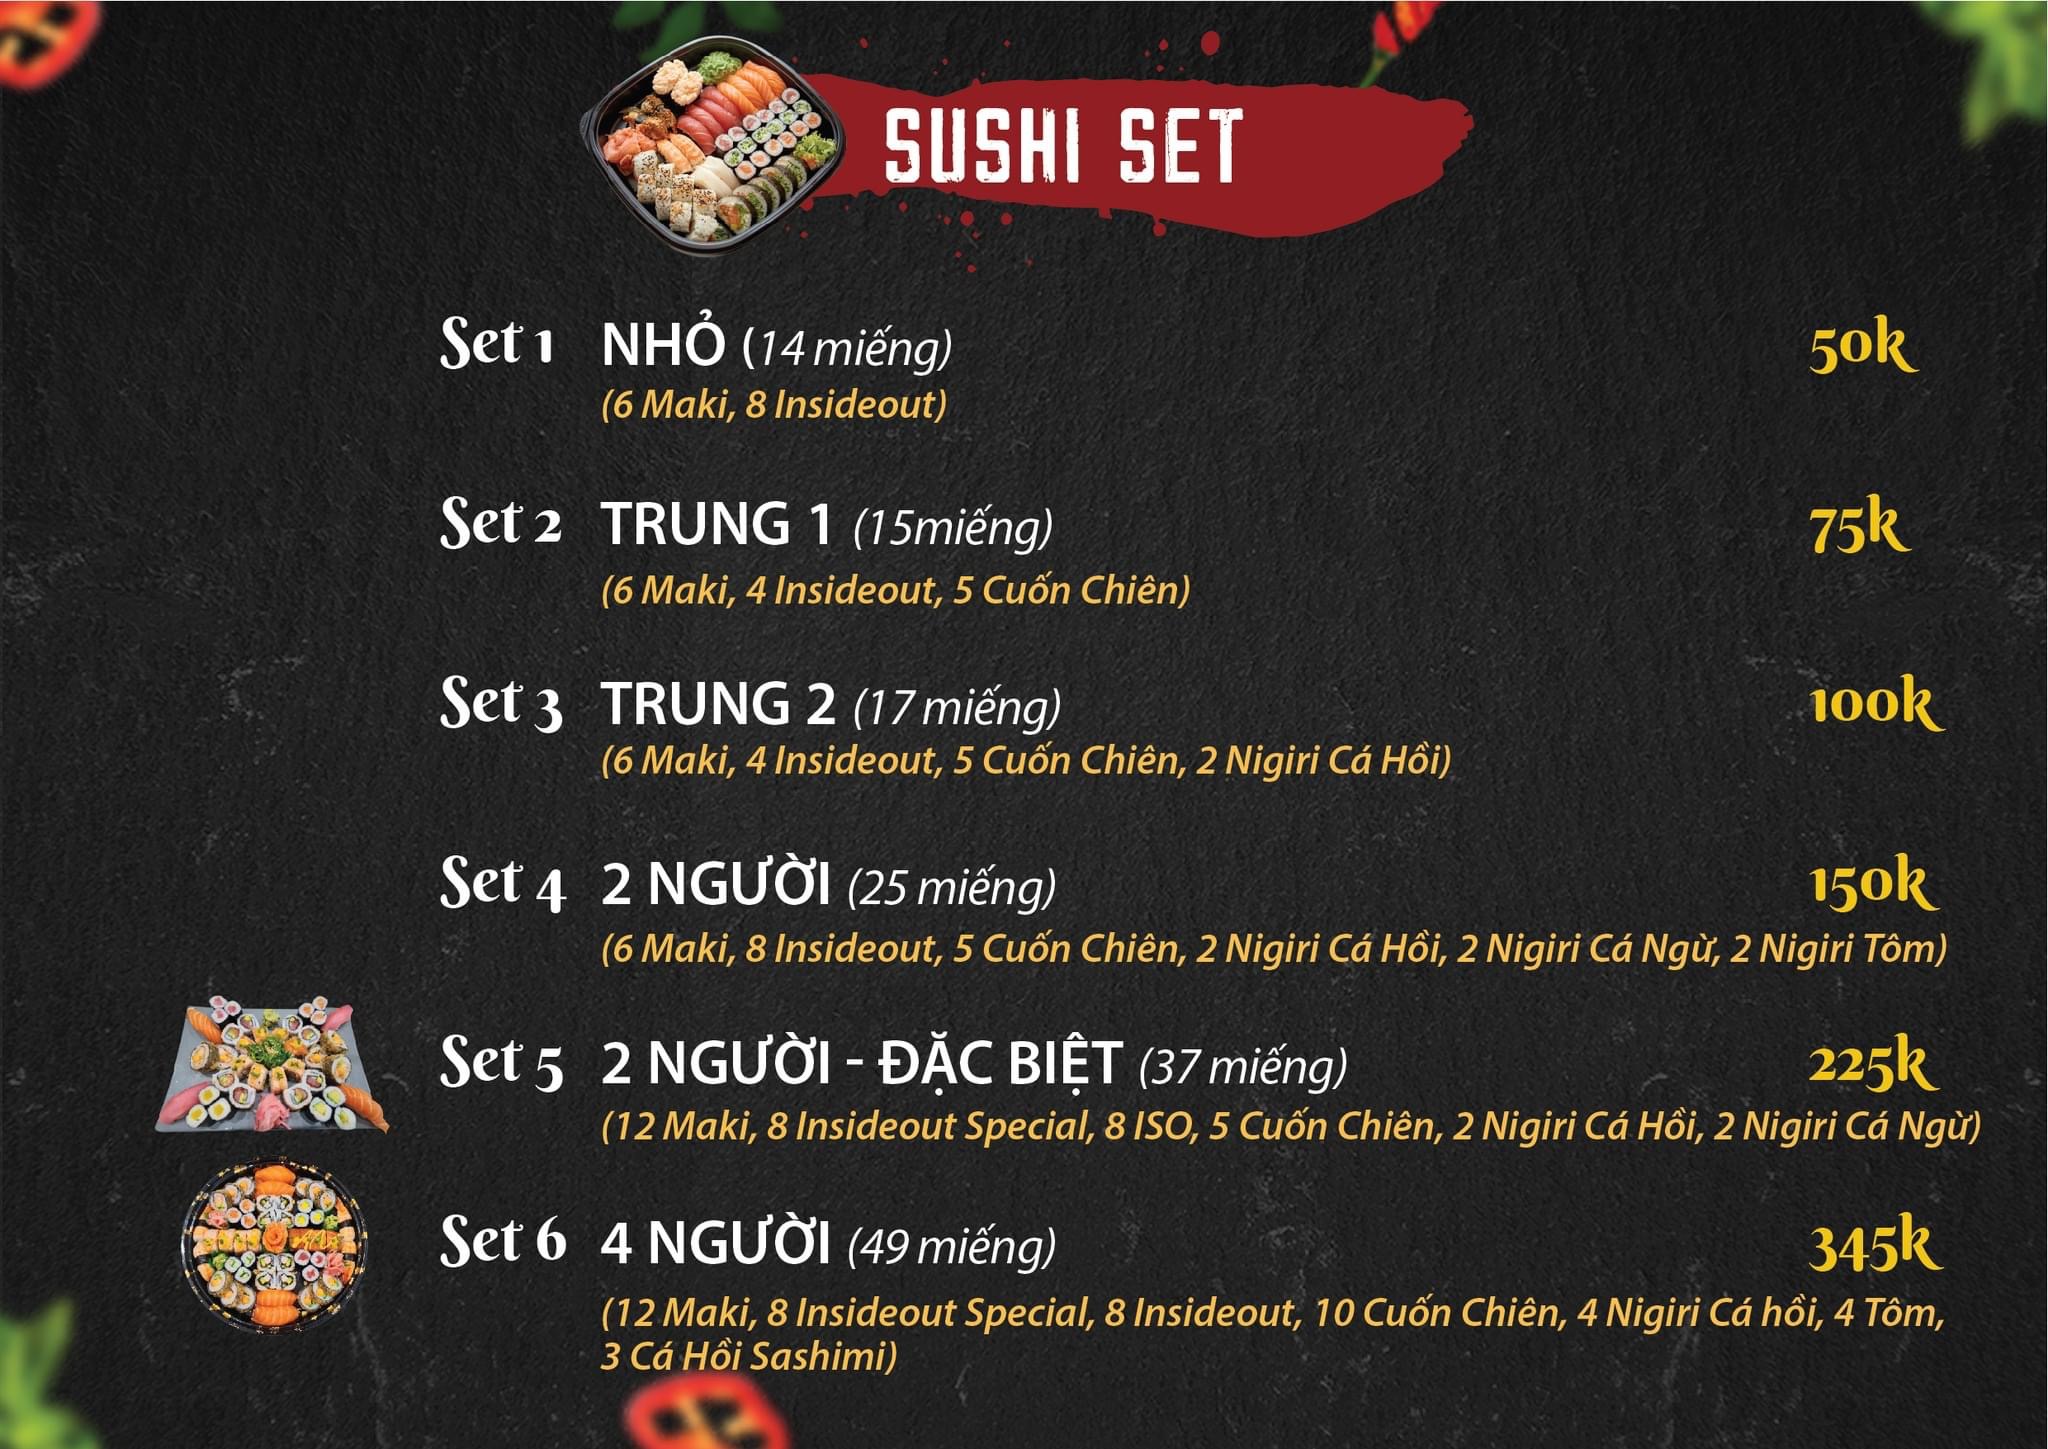 SUSHI SET
Set 1 NHỎ (14 miếng) 50k
(6 Maki, 8 Insideout)
Set 2 TRUNG 1 (15miếng) 75k
(6 Maki, 4 Insideout, 5 Cuốn Chiên)
Set 3 TRUNG 2 (17 miếng) 100k
(6 Maki, 4 Insideout, 5 Cuốn Chiên, 2 Nigiri Cá Hồi)
Set 4 2 NGƯỜI (25 miếng) 150k
(6 Maki, 8 Insideout, 5 Cuốn Chiên, 2 Nigiri Cá Hồi, 2 Nigiri Cá Ngừ, 2 Nigiri Tôm)
Set 5 2 NGƯỜI - ĐẶC BIỆT (37 miếng) 225k
(12 Maki, 8 Insideout Special, 8 ISO, 5 Cuốn Chiên, 2 Nigiri Cá Hồi, 2 Nigiri Cá Ngừ)
Set 6 4 NGƯỜI (49 miếng) 345k
(12 Maki, 8 Insideout Special, 8 Insideout, 10 Cuốn Chiên, 4 Nigiri Cá hồi, 4 Tôm,
3 Cá Hồi Sashimi)